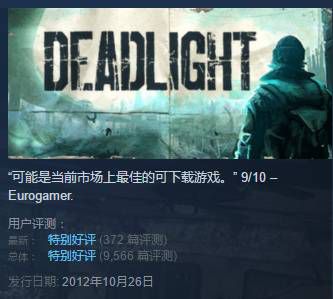 DEADLIGHT
“可能是当前市场上最佳的可下载游戏。” 9/10 –
Eurogamer.
用户评测：
最新： 特别好评 (372 篇评测)
总体： 特别好评 (9,566 篇评测)
发行日期: 2012年10月26日